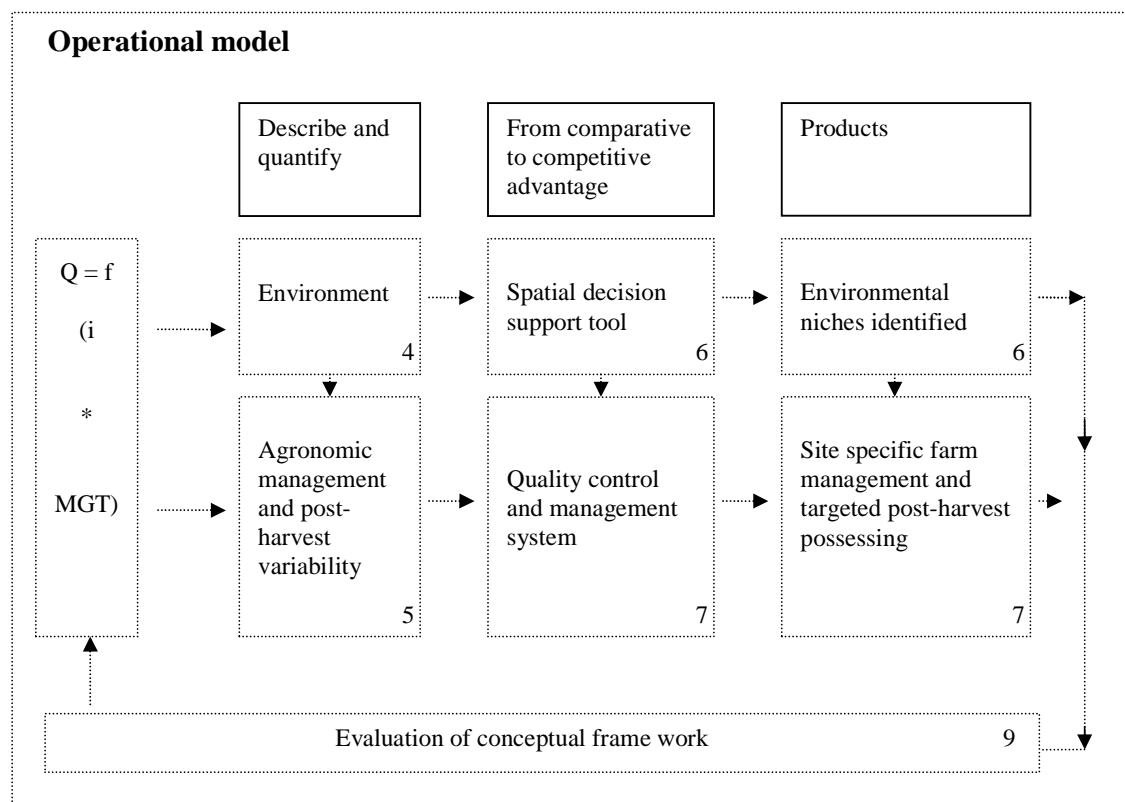 Operational model
Describe and
quantify
From comparative
to competitive
advantage
Products
Q = f
(i
*
MGT)
Environment
4
Spatial decision
support tool
6
Environmental
niches identified
6
Agronomic
management
and post-
harvest
variability
5
Quality control
and management
system
7
Site specific farm
management and
targeted post-harvest
possessing
7
Evaluation of conceptual frame work 9